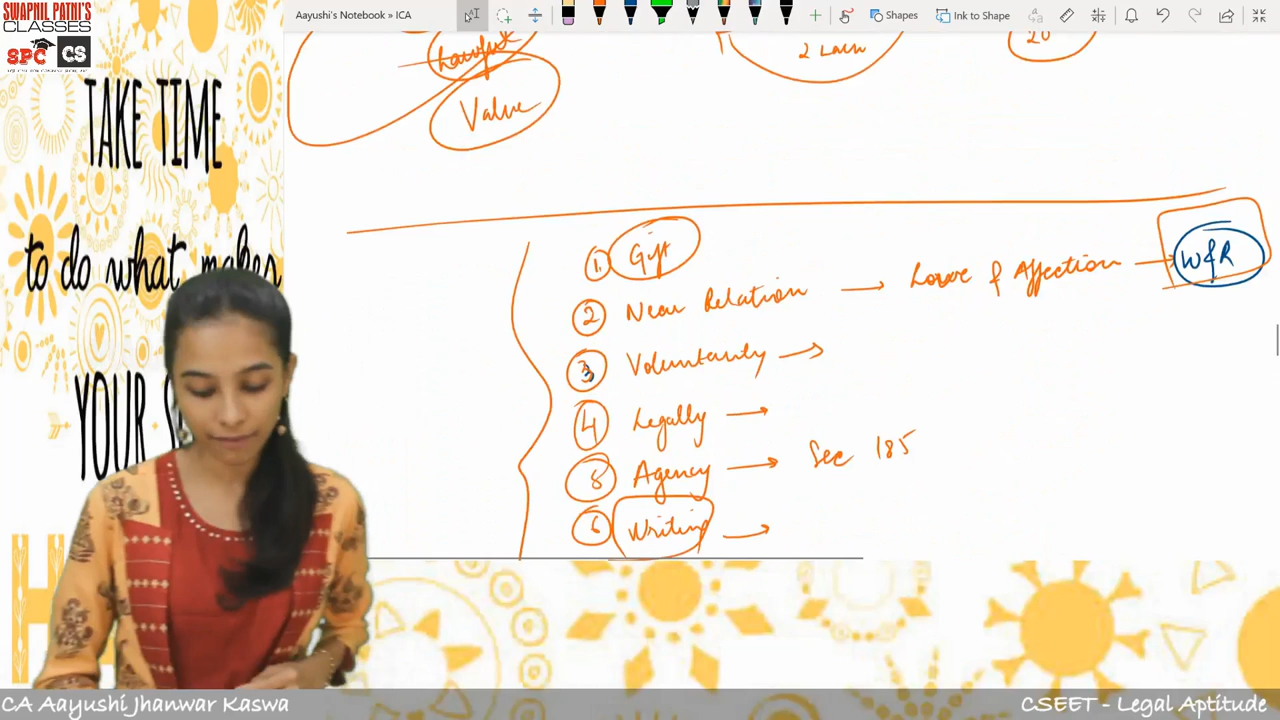 SWAPNIL PATNI'S
CLASSES
SPC CS
TAKE TIME
to do what makes
YOUR S
H
Aayushi's Notebook » ICA
Shapes
Ink to Shape
Lawful
Value
2 Lacs
20
1 Gift
2 Near Relation → Love & Affection → W & R
3 Voluntarily →
4 Legally →
5 Agency → Sec 185
6 Writing →
CA Aayushi Jhanwar Kaswa
CSEET - Legal Aptitude